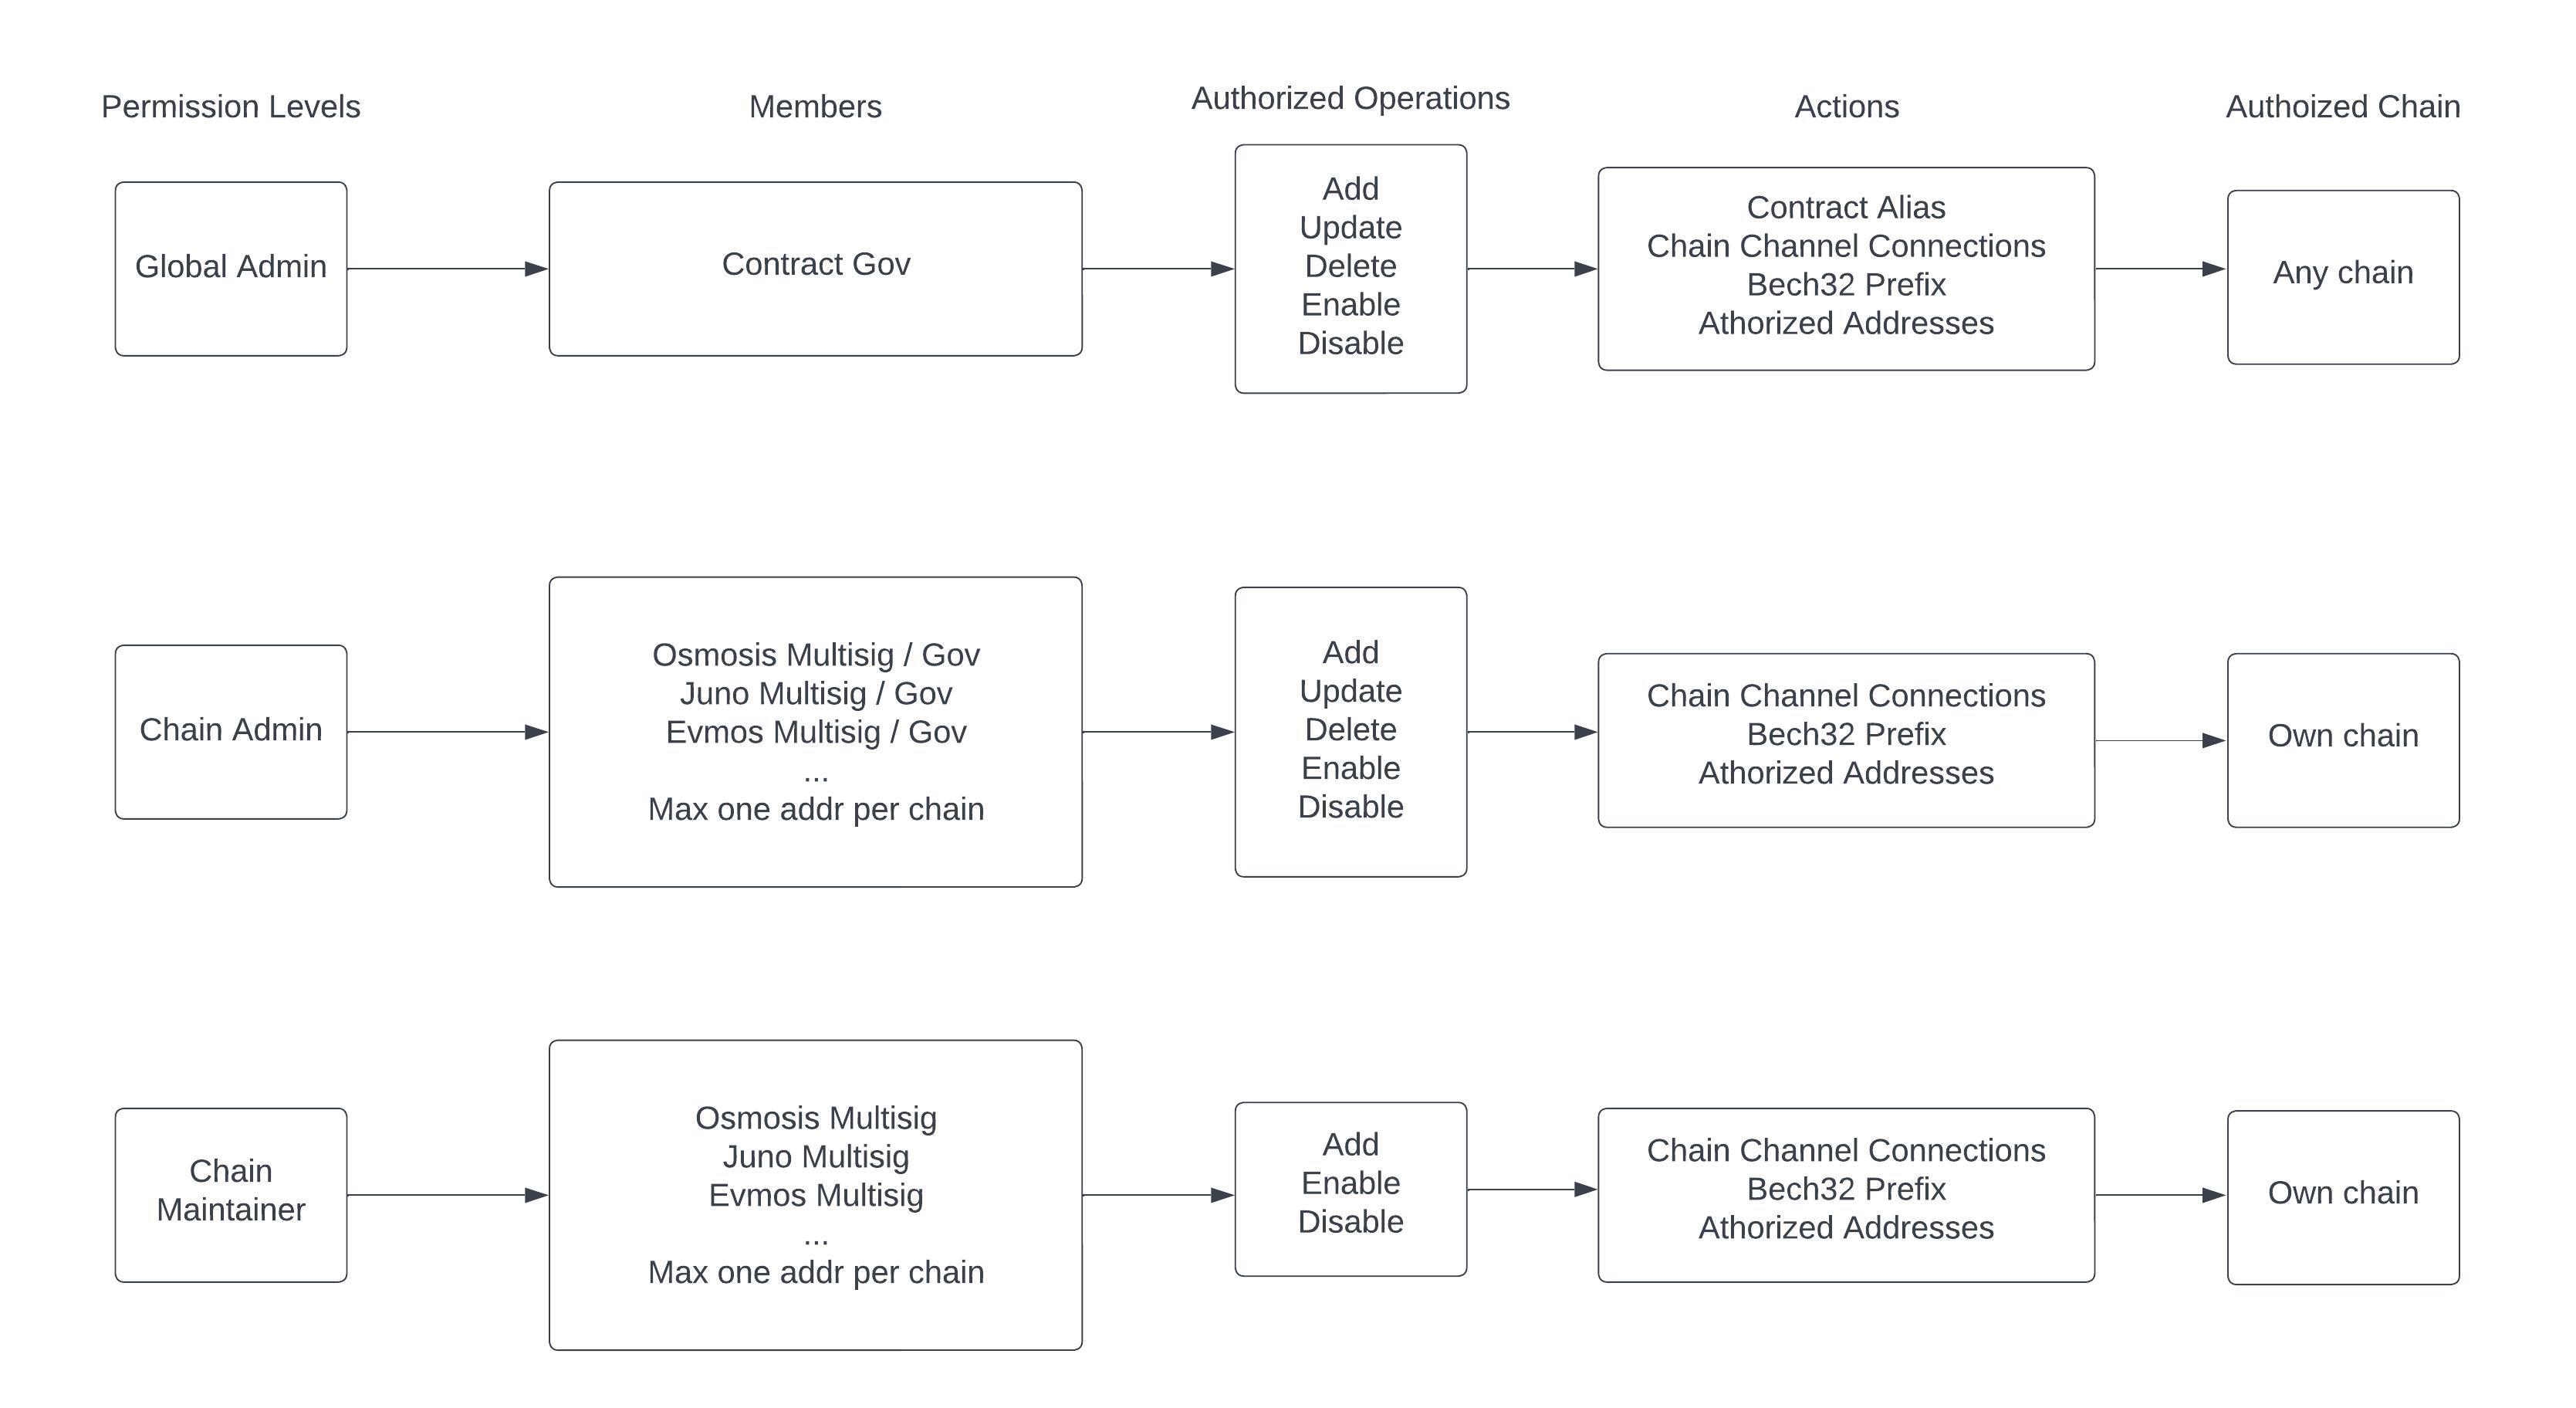 Permission Levels
Members
Authorized Operations
Actions
Authoized Chain
Global Admin
Contract Gov
Add
Update
Delete
Enable
Disable
Contract Alias
Chain Channel Connections
Bech32 Prefix
Athorized Addresses
Any chain
Chain Admin
Osmosis Multisig / Gov
Juno Multisig / Gov
Evmos Multisig / Gov
...
Max one addr per chain
Add
Update
Delete
Enable
Disable
Chain Channel Connections
Bech32 Prefix
Athorized Addresses
Own chain
Chain
Maintainer
Osmosis Multisig
Juno Multisig
Evmos Multisig
...
Max one addr per chain
Add
Enable
Disable
Chain Channel Connections
Bech32 Prefix
Athorized Addresses
Own chain